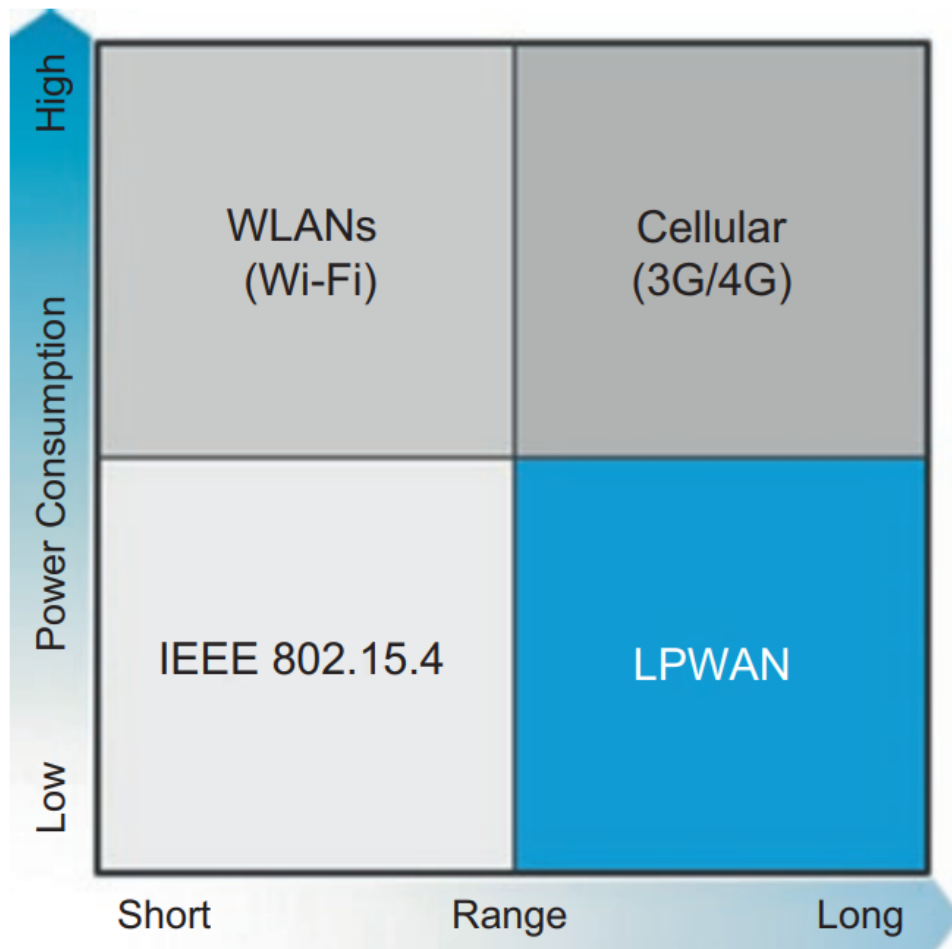 High
Power Consumption
Low
WLANs
(Wi-Fi)
Cellular
(3G/4G)
IEEE 802.15.4
LPWAN
Short
Range
Long